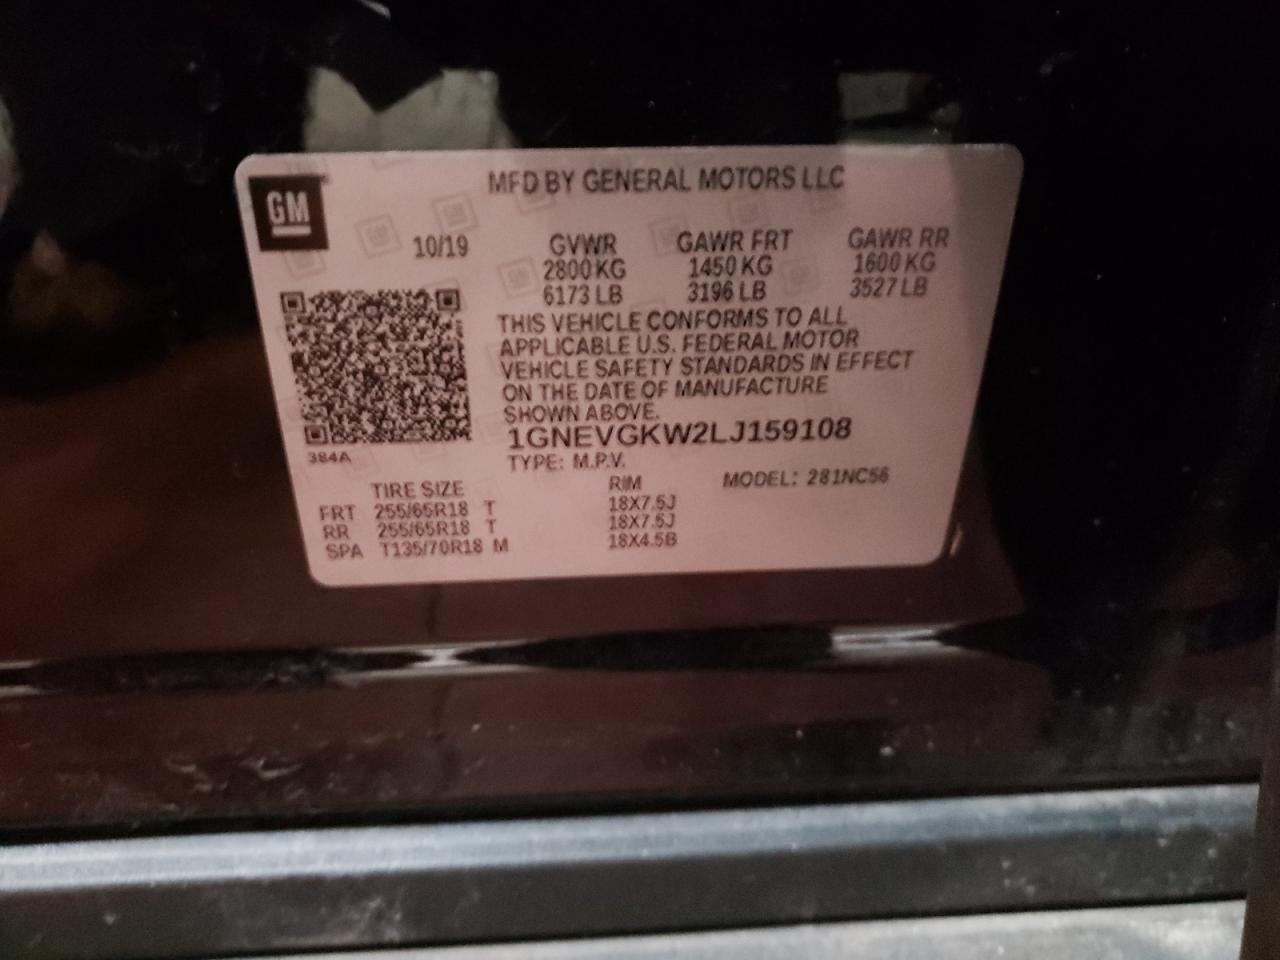 GM
MFD BY GENERAL MOTORS LLC
10/19 GVWR GAWR FRT GAWR RR
2800 KG 1450 KG 1600 KG
6173 LB 3196 LB 3527 LB
THIS VEHICLE CONFORMS TO ALL
APPLICABLE U.S. FEDERAL MOTOR
VEHICLE SAFETY STANDARDS IN EFFECT
ON THE DATE OF MANUFACTURE
SHOWN ABOVE.
1GNEVGKW2LJ159108
384A
TYPE: M.P.V.
MODEL: 281NC56
TIRE SIZE RIM
FRT 255/65R18 T 18X7.5J
RR 255/65R18 T 18X7.5J
SPA T135/70R18 M 18X4.5B